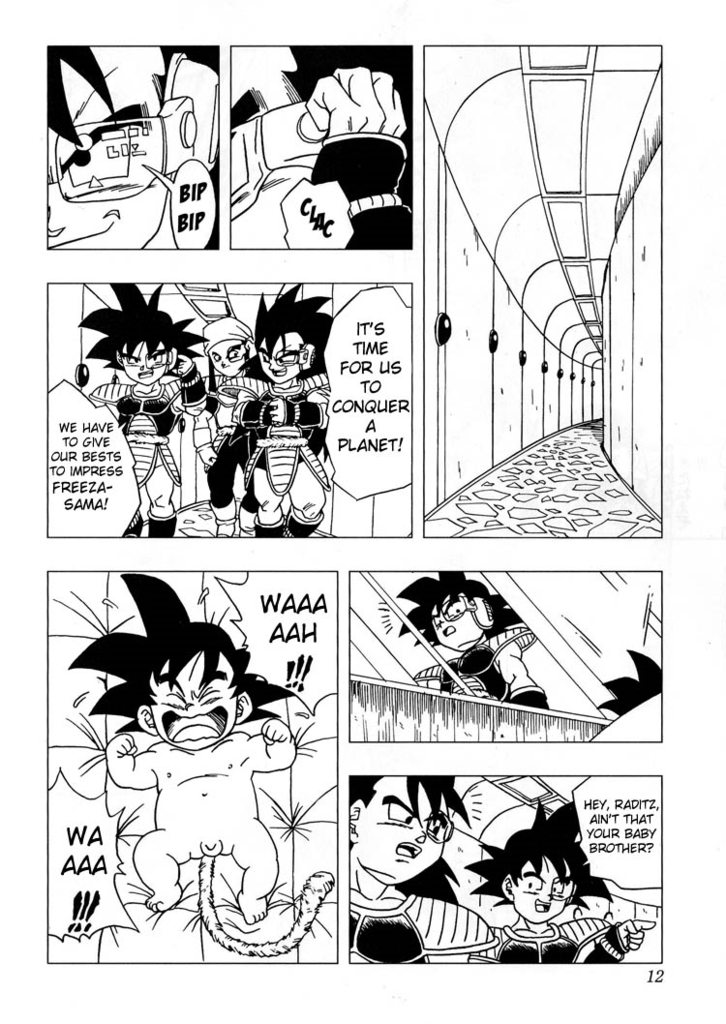 CLAC
BIP
BIP
IT'S
TIME
FOR US
TO
CONQUER
A
PLANET!
WE HAVE
TO GIVE
OUR BESTS
TO IMPRESS
FREEZA-
SAMA!
HEY, RADITZ,
AIN'T THAT
YOUR BABY
BROTHER?
WAAA
AAH
!!!
WA
AAA
!!!
12